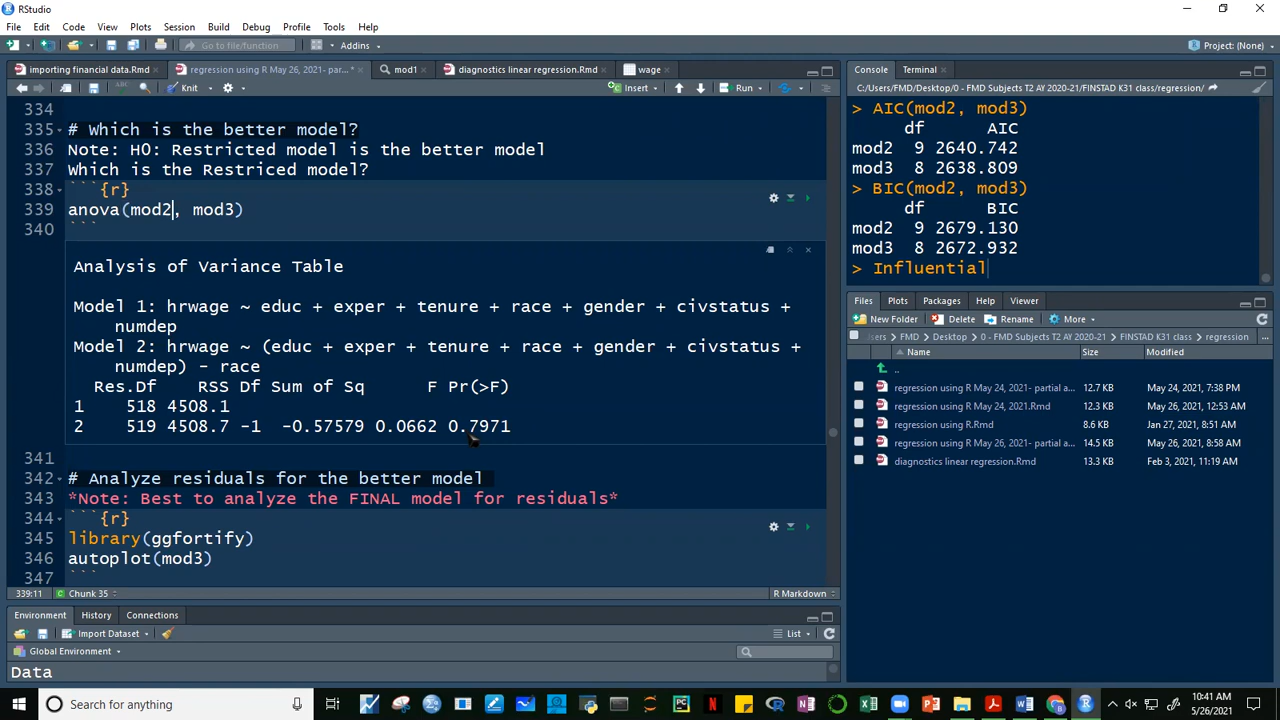 RStudio
File Edit Code View Plots Session Build Debug Profile Tools Help
Go to file/function Addins Project: (None)
importing financial data.Rmd regression using R May 26, 2021- part...* mod1 diagnostics linear regression.Rmd wage
Knit Insert Run
334
335 # Which is the better model?
336 Note: H0: Restricted model is the better model
337 Which is the Restriced model?
338 ```{r}
339 anova(mod2, mod3)
340 ```
Analysis of Variance Table
Model 1: hrwage ~ educ + exper + tenure + race + gender + civstatus +
numdep
Model 2: hrwage ~ (educ + exper + tenure + race + gender + civstatus +
numdep) - race
Res.Df RSS Df Sum of Sq F Pr(>F)
1 518 4508.1
2 519 4508.7 -1 -0.57579 0.0662 0.7971
341
342 # Analyze residuals for the better model
343 *Note: Best to analyze the FINAL model for residuals*
344 ```{r}
345 library(ggfortify)
346 autoplot(mod3)
347 ```
339:11 Chunk 35 R Markdown
Environment History Connections
Import Dataset List
Global Environment
Data
Console Terminal
C:/Users/FMD/Desktop/0 - FMD Subjects T2 AY 2020-21/FINSTAD K31 class/regression/
> AIC(mod2, mod3)
df AIC
mod2 9 2640.742
mod3 8 2638.809
> BIC(mod2, mod3)
df BIC
mod2 9 2679.130
mod3 8 2672.932
> Influential
Files Plots Packages Help Viewer
New Folder Delete Rename More
sers FMD Desktop 0 - FMD Subjects T2 AY 2020-21 FINSTAD K31 class regression ...
Name Size Modified
..
regression using R May 24, 2021- partial a... 12.7 KB May 24, 2021, 7:38 PM
regression using R May 24, 2021.Rmd 12.9 KB May 26, 2021, 9:41 AM
regression using R.Rmd 8.6 KB Jan 27, 2021, 8:51 AM
regression using R May 26, 2021- partial a... 14.5 KB May 26, 2021, 10:37 AM
diagnostics linear regression.Rmd 13.3 KB Feb 3, 2021, 11:19 AM
Search for anything
10:41 AM
5/26/2021